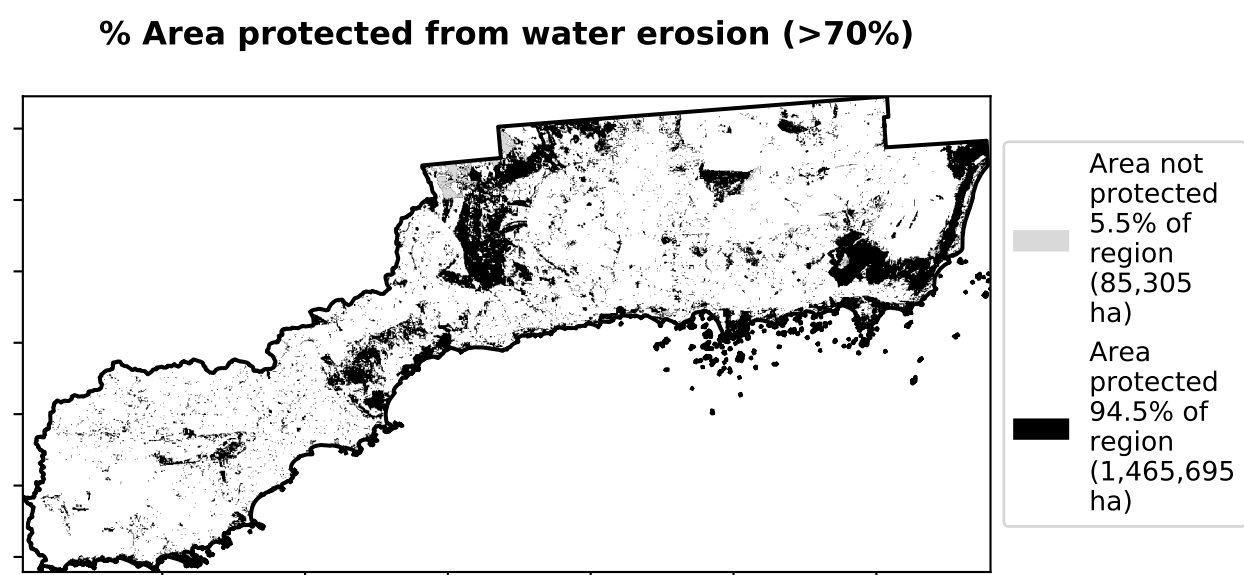 % Area protected from water erosion (>70%)
Area not
protected
5.5% of
region
(85,305
ha)
Area
protected
94.5% of
region
(1,465,695
ha)